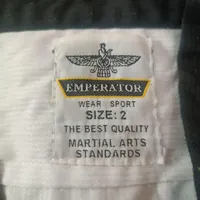 EMPERATOR
WEAR SPORT
SIZE: 2
THE BEST QUALITY
MARTIAL ARTS
STANDARDS